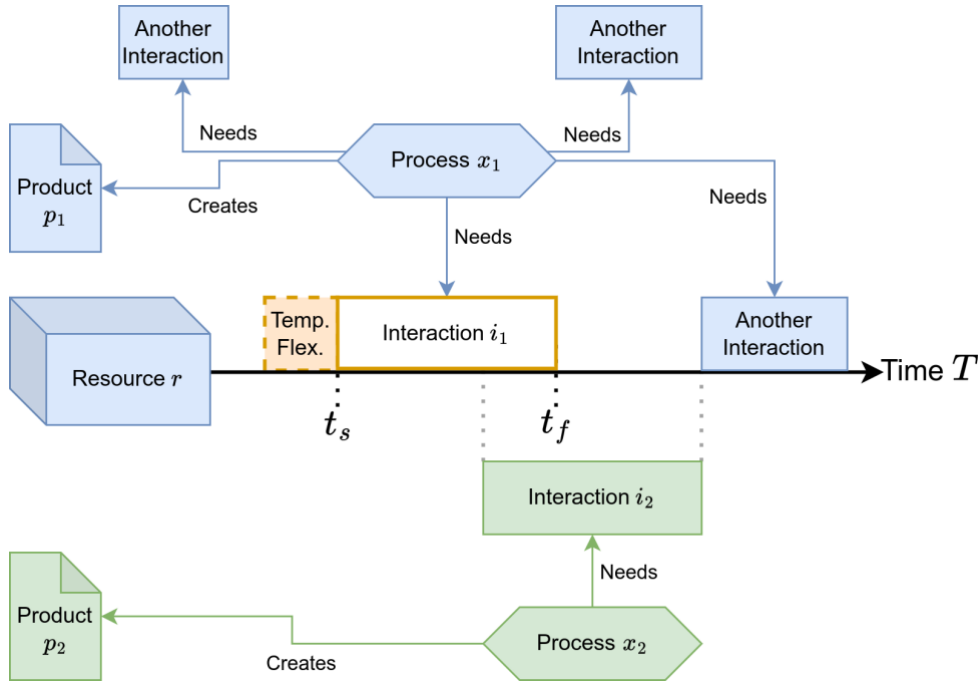 Another
Interaction
Another
Interaction
Needs
Needs
Process x₁
Product
p₁
Creates
Needs
Needs
Temp.
Flex.
Interaction i₁
Another
Interaction
Resource r
Time T
tₛ
t_f
Interaction i₂
Needs
Product
p₂
Process x₂
Creates